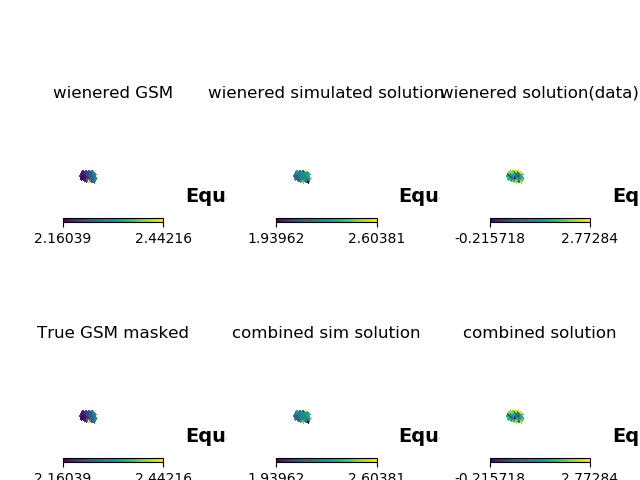 wienered GSM wienered simulated solution wienered solution(data)
Equ Equ Eq
2.16039 2.44216 1.93962 2.60381 -0.215718 2.77284
True GSM masked combined sim solution combined solution
Equ Equ Eq
2.16039 2.44216 1.93962 2.60381 -0.215718 2.77284